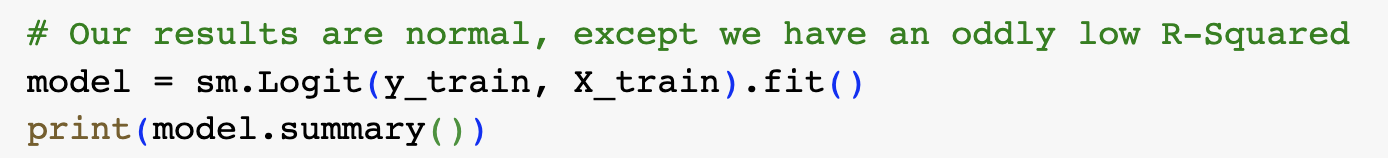 # Our results are normal, except we have an oddly low R-Squared
model = sm.Logit(y_train, X_train).fit()
print(model.summary())